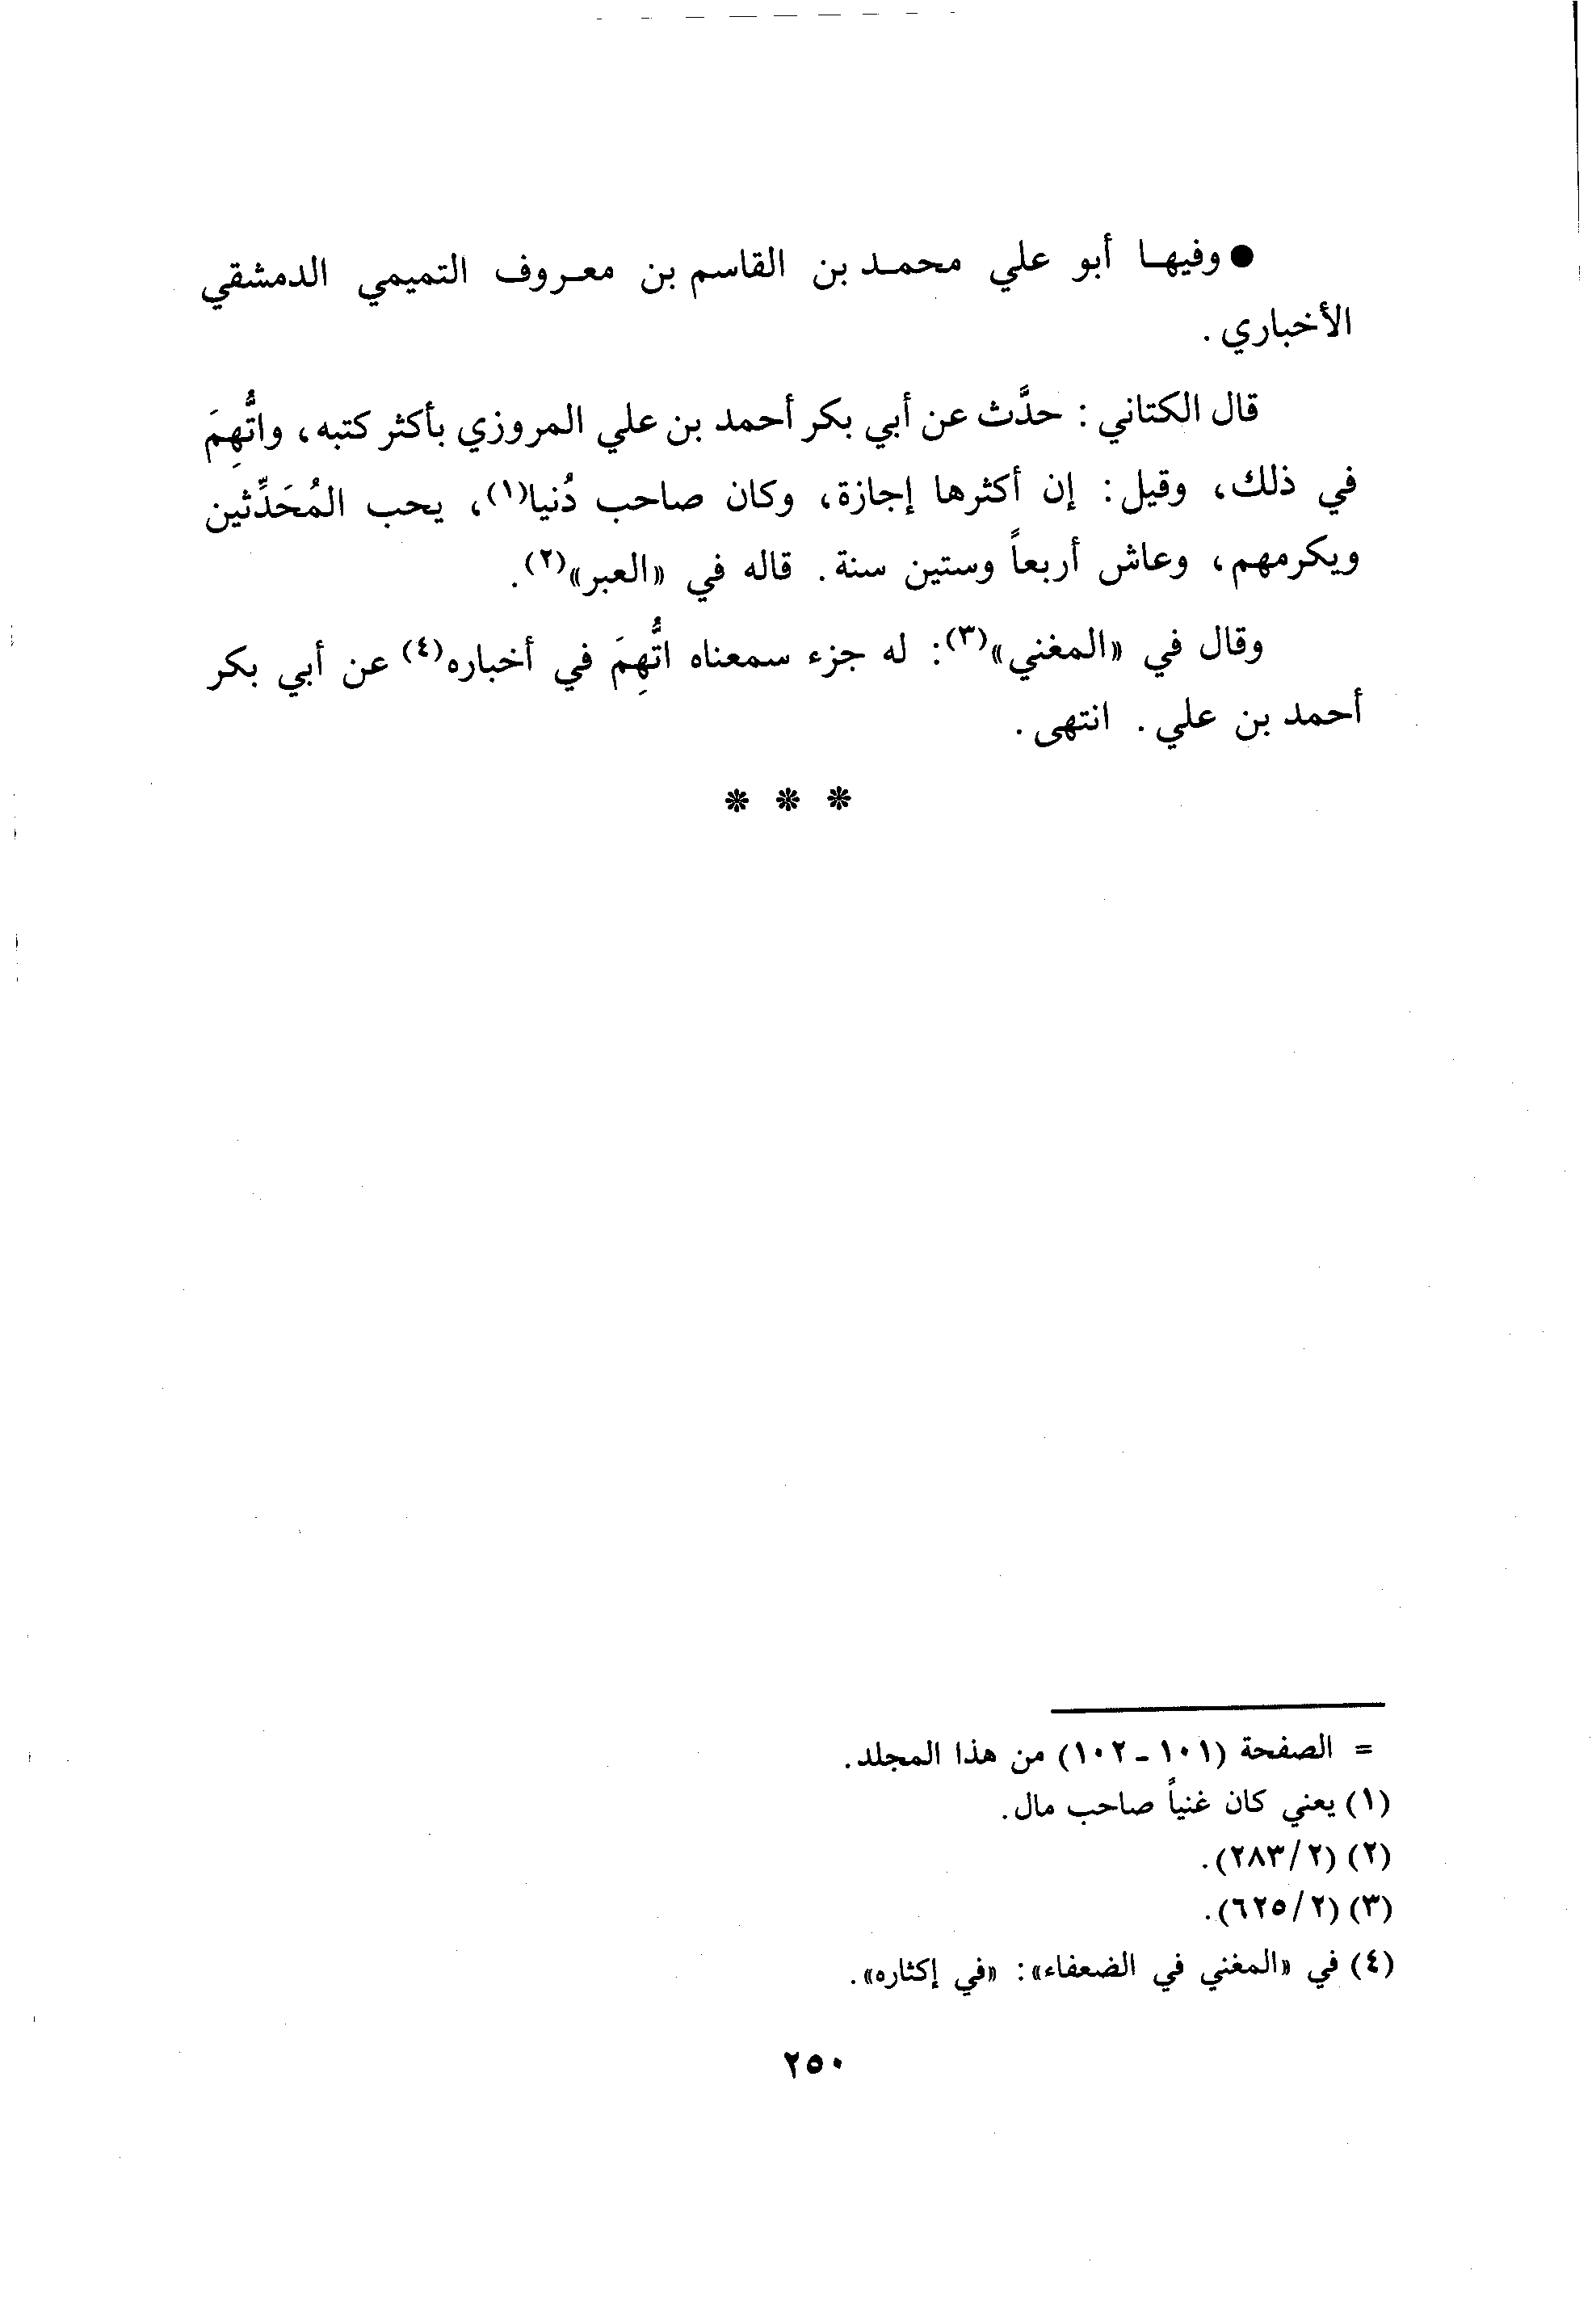 ● وفيها أبو علي محمد بن القاسم بن معروف التميمي الدمشقي
الأخباري.
قال الكتاني: حدَّث عن أبي بكر أحمد بن علي المروزي بأكثر كتبه، واتُّهِمَ
في ذلك، وقيل: إن أكثرها إجازة، وكان صاحب دُنيا(١)، يحب المُحَدِّثين
ويكرمهم، وعاش أربعاً وستين سنة. قاله في «العبر»(٢).
وقال في «المغني»(٣): له جزء سمعناه اتُّهِمَ في أخباره(٤) عن أبي بكر
أحمد بن علي. انتهى.
* * *
= الصفحة (١٠١ - ١٠٢) من هذا المجلد.
(١) يعني كان غنياً صاحب مال.
(٢) (٢/٢٨٣).
(٣) (٢/٦٢٥).
(٤) في «المغني في الضعفاء»: «في إكثاره».
٢٥٠